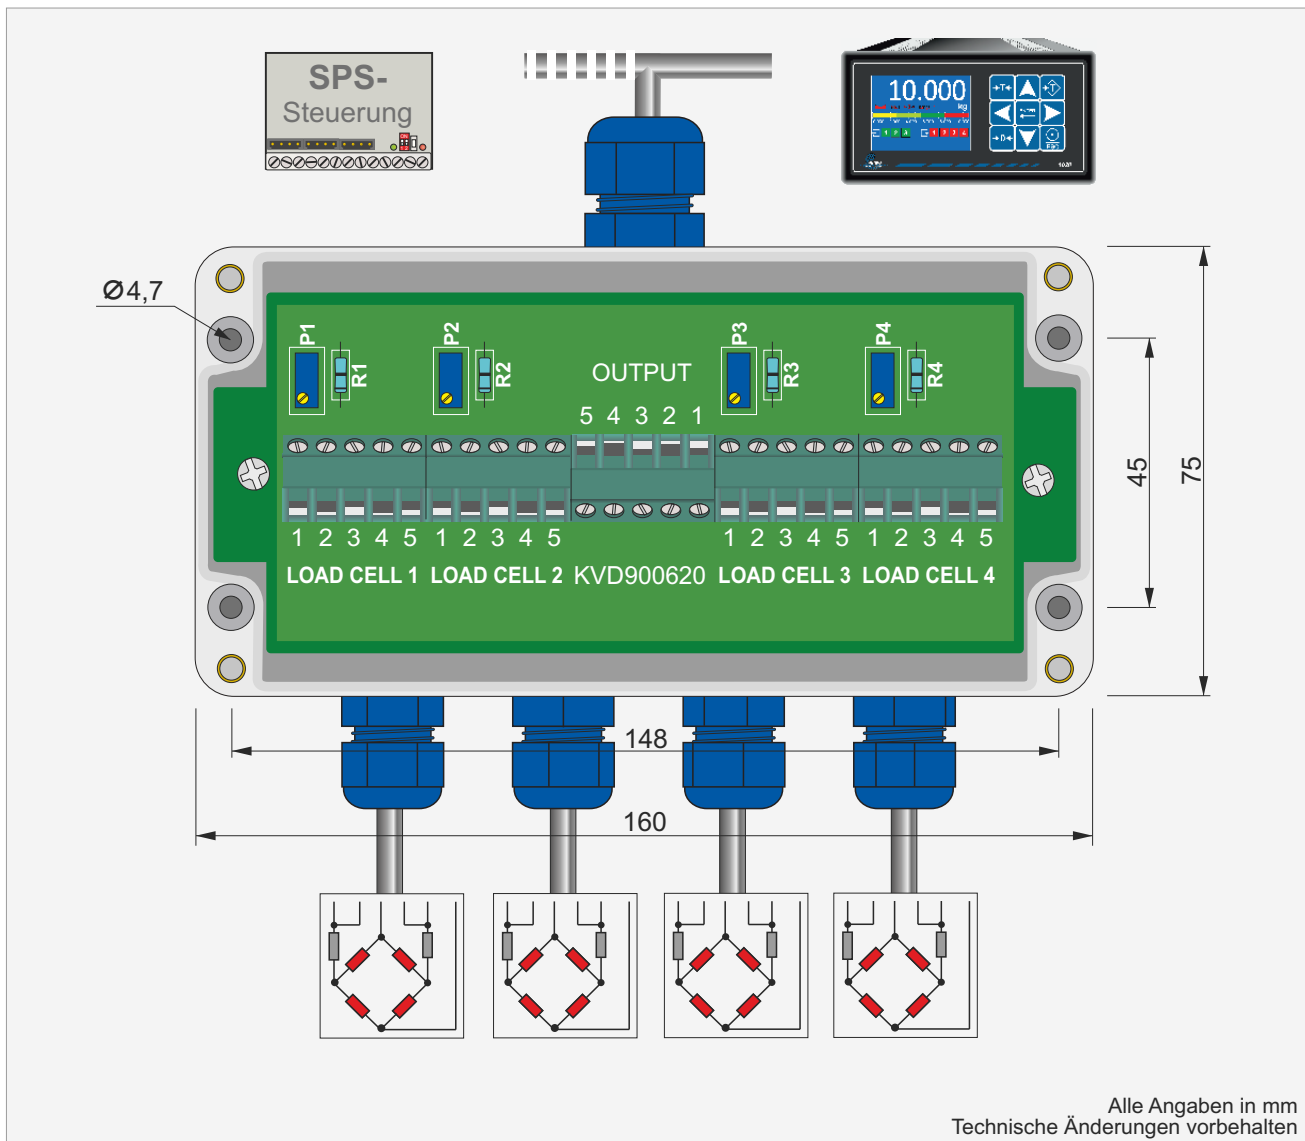 SPS-
Steuerung
10.000
kg
Ø4,7
P1
R1
P2
R2
OUTPUT
P3
R3
P4
R4
5 4 3 2 1
1 2 3 4 5
1 2 3 4 5
1 2 3 4 5
1 2 3 4 5
LOAD CELL 1
LOAD CELL 2
KVD900620
LOAD CELL 3
LOAD CELL 4
45
75
148
160
Alle Angaben in mm
Technische Änderungen vorbehalten